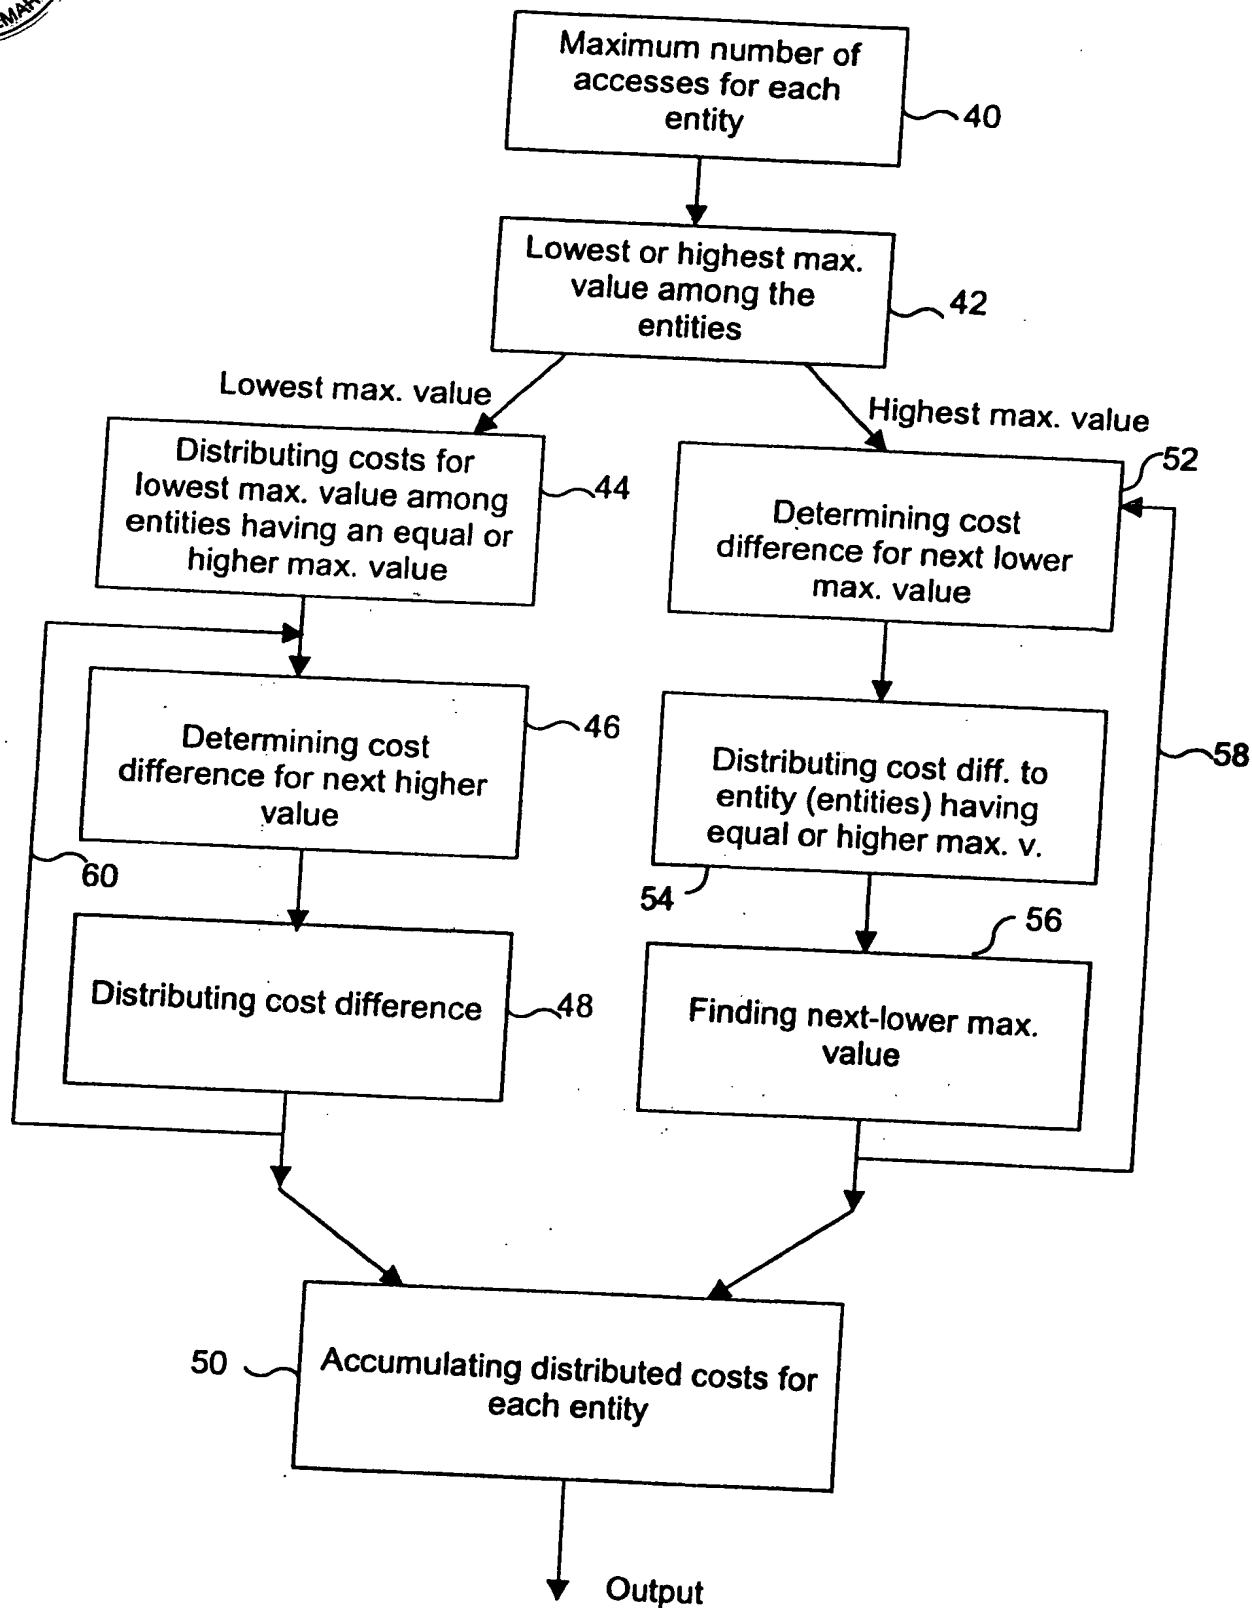 Maximum number of
accesses for each
entity
40
Lowest or highest max.
value among the
entities
42
Lowest max. value
Highest max. value
Distributing costs for
lowest max. value among
entities having an equal or
higher max. value
44
52
Determining cost
difference for next lower
max. value
Determining cost
difference for next higher
value
46
58
Distributing cost diff. to
entity (entities) having
equal or higher max. v.
60
54
56
Distributing cost difference
48
Finding next-lower max.
value
50
Accumulating distributed costs for
each entity
Output